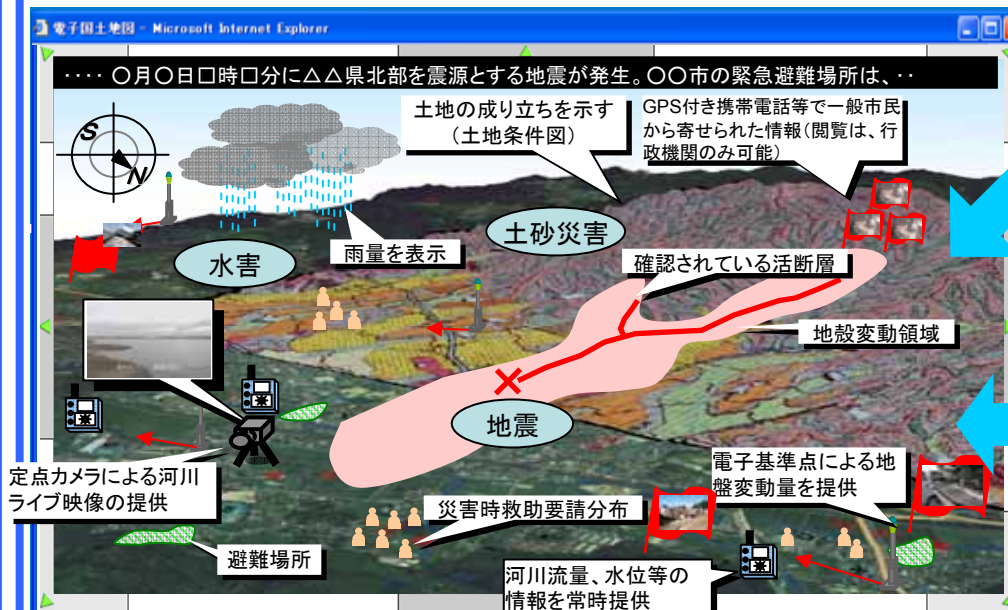 電子国土地図 - Microsoft Internet Explorer
‥‥ 〇月〇日□時□分に△△県北部を震源とする地震が発生。〇〇市の緊急避難場所は、‥
土地の成り立ちを示す
(土地条件図)
GPS付き携帯電話等で一般市民
から寄せられた情報(閲覧は、行
政機関のみ可能)
S
N
土砂災害
水害
雨量を表示
確認されている活断層
地殻変動領域
地震
定点カメラによる河川
ライブ映像の提供
電子基準点による地
盤変動量を提供
災害時救助要請分布
避難場所
河川流量、水位等の
情報を常時提供